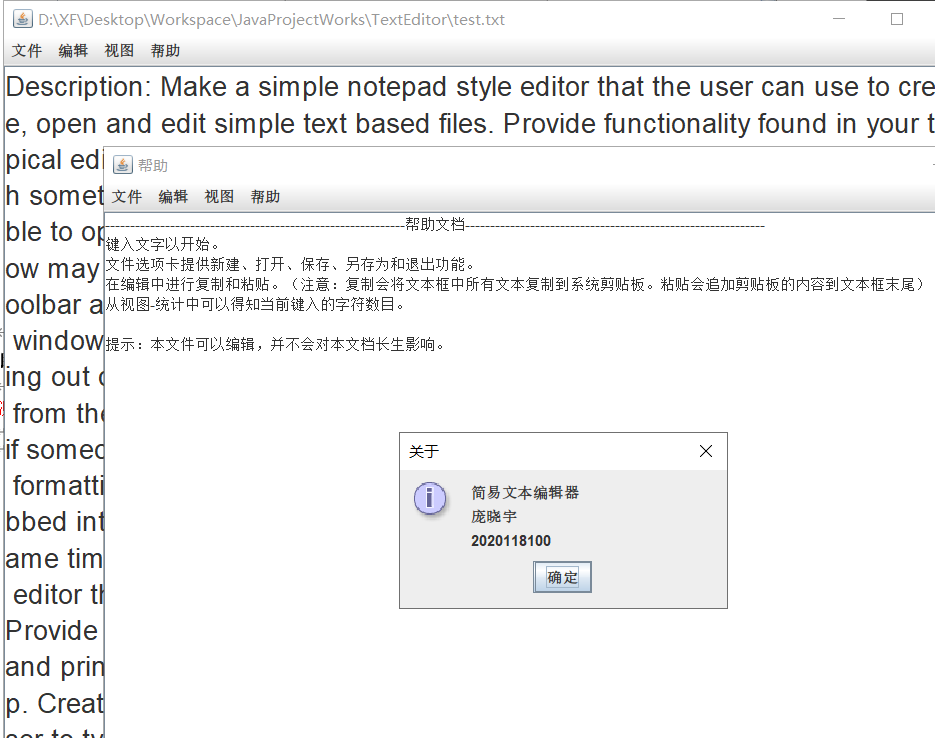 D:\XF\Desktop\Workspace\JavaProjectWorks\TextEditor\test.txt
文件 编辑 视图 帮助
Description: Make a simple notepad style editor that the user can use to cre
e, open and edit simple text based files. Provide functionality found in your t
pical edi
h somet
ble to op
ow may
oolbar a
window
ing out
from the
if someo
formatti
bbed int
ame tim
editor th
Provide
and prin
p. Creat
ser to ty
帮助
文件 编辑 视图 帮助
------------------------------------------------------------帮助文档------------------------------------------------------------
键入文字以开始。
文件选项卡提供新建、打开、保存、另存为和退出功能。
在编辑中进行复制和粘贴。（注意：复制会将文本框中所有文本复制到系统剪贴板。粘贴会追加剪贴板的内容到文本框末尾）
从视图-统计中可以得知当前键入的字符数目。
提示：本文件可以编辑，并不会对本文档长生影响。
关于
简易文本编辑器
庞晓宇
2020118100
确定